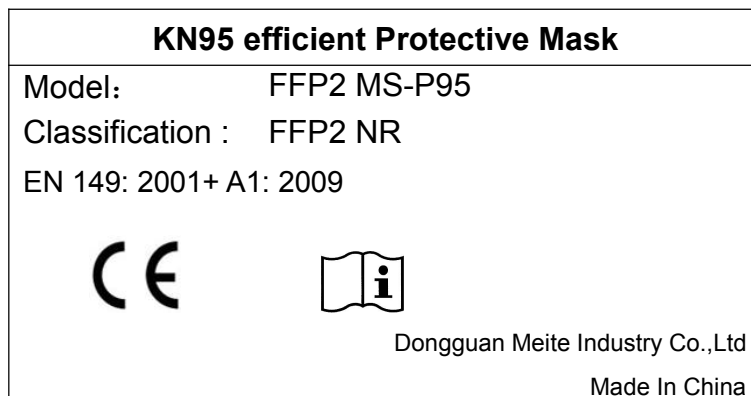 KN95 efficient Protective Mask
Model： FFP2 MS-P95
Classification : FFP2 NR
EN 149: 2001+ A1: 2009
CE i
Dongguan Meite Industry Co.,Ltd
Made In China